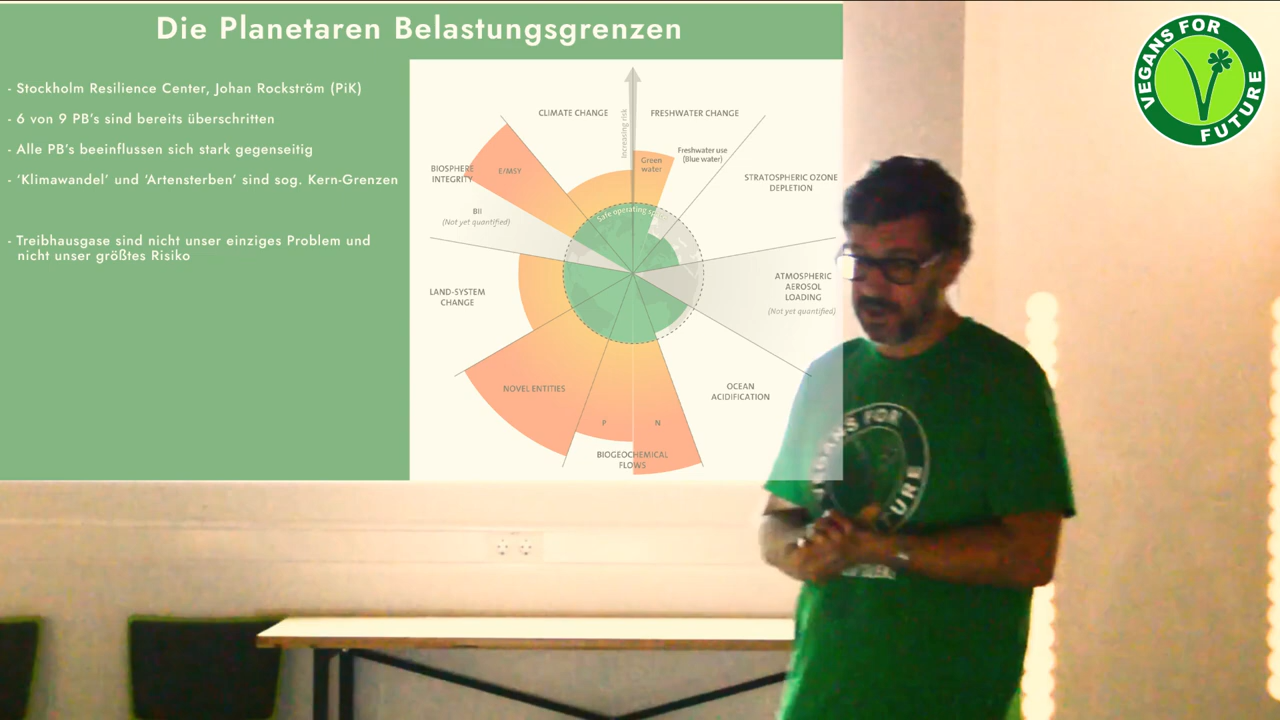 Die Planetaren Belastungsgrenzen
- Stockholm Resilience Center, Johan Rockström (PiK)
- 6 von 9 PB's sind bereits überschritten
- Alle PB's beeinflussen sich stark gegenseitig
- 'Klimawandel' und 'Artensterben' sind sog. Kern-Grenzen
- Treibhausgase sind nicht unser einziges Problem und
nicht unser größtes Risiko
CLIMATE CHANGE
Increasing risk
FRESHWATER CHANGE
Green
water
Freshwater use
(Blue water)
STRATOSPHERIC OZONE
DEPLETION
BIOSPHERE
INTEGRITY
E/MSY
BII
(Not yet quantified)
Safe operating
ATMOSPHERIC
AEROSOL
LOADING
(Not yet quantified)
LAND-SYSTEM
CHANGE
NOVEL ENTITIES
OCEAN
ACIDIFICATION
P
N
BIOGEOCHEMICAL
FLOWS
VEGANS FOR
FUTURE
VEGANS FOR
URE